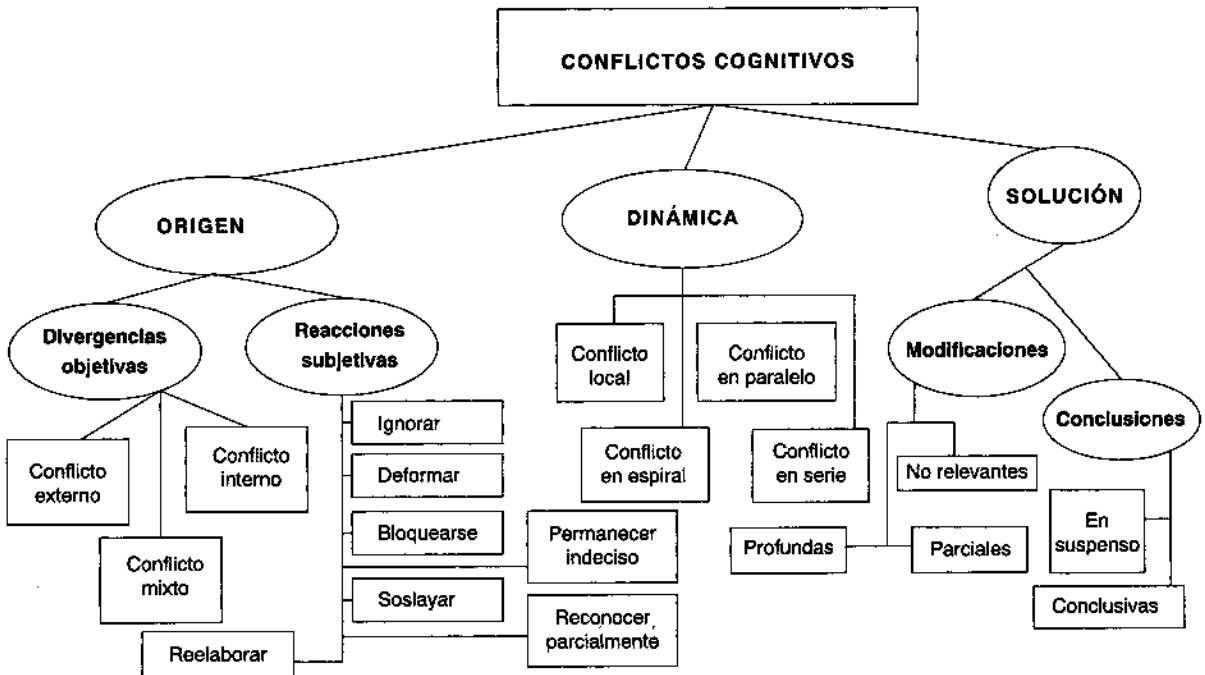 CONFLICTOS COGNITIVOS
ORIGEN
DINÁMICA
SOLUCIÓN
Divergencias
objetivas
Reacciones
subjetivas
Conflicto
local
Conflicto
en paralelo
Modificaciones
Conclusiones
Conflicto
externo
Conflicto
interno
Conflicto
mixto
Ignorar
Deformar
Bloquearse
Permanecer
indeciso
Soslayar
Reconocer
parcialmente
Reelaborar
Conflicto
en espiral
Conflicto
en serie
No relevantes
Profundas
Parciales
En
suspenso
Conclusivas